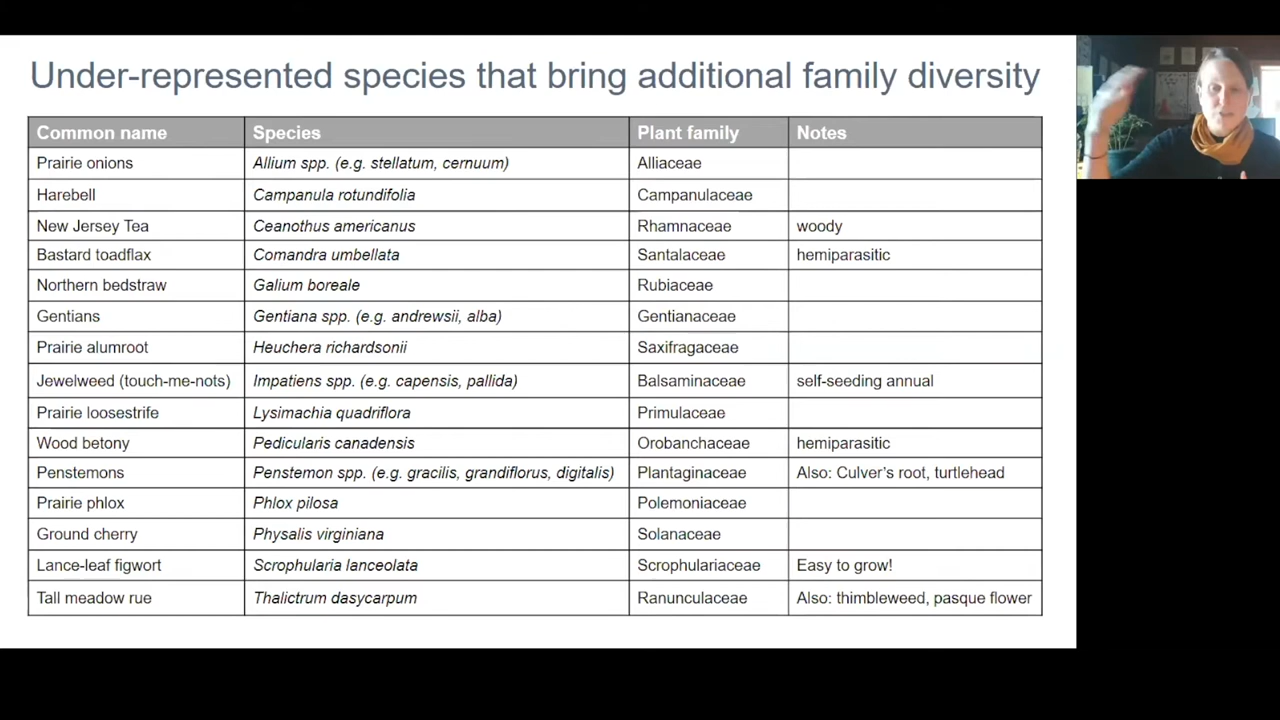 Under-represented species that bring additional family diversity
Common name Species Plant family Notes
Prairie onions Allium spp. (e.g. stellatum, cernuum) Alliaceae
Harebell Campanula rotundifolia Campanulaceae
New Jersey Tea Ceanothus americanus Rhamnaceae woody
Bastard toadflax Comandra umbellata Santalaceae hemiparasitic
Northern bedstraw Galium boreale Rubiaceae
Gentians Gentiana spp. (e.g. andrewsii, alba) Gentianaceae
Prairie alumroot Heuchera richardsonii Saxifragaceae
Jewelweed (touch-me-nots) Impatiens spp. (e.g. capensis, pallida) Balsaminaceae self-seeding annual
Prairie loosestrife Lysimachia quadriflora Primulaceae
Wood betony Pedicularis canadensis Orobanchaceae hemiparasitic
Penstemons Penstemon spp. (e.g. gracilis, grandiflorus, digitalis) Plantaginaceae Also: Culver's root, turtlehead
Prairie phlox Phlox pilosa Polemoniaceae
Ground cherry Physalis virginiana Solanaceae
Lance-leaf figwort Scrophularia lanceolata Scrophulariaceae Easy to grow!
Tall meadow rue Thalictrum dasycarpum Ranunculaceae Also: thimbleweed, pasque flower